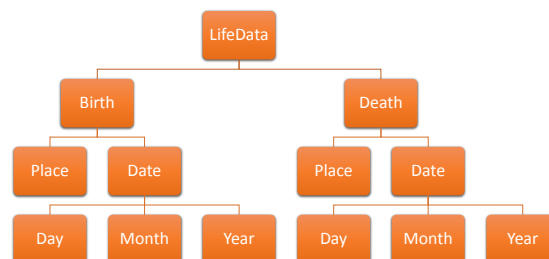 LifeData
Birth Death
Place Date Place Date
Day Month Year Day Month Year